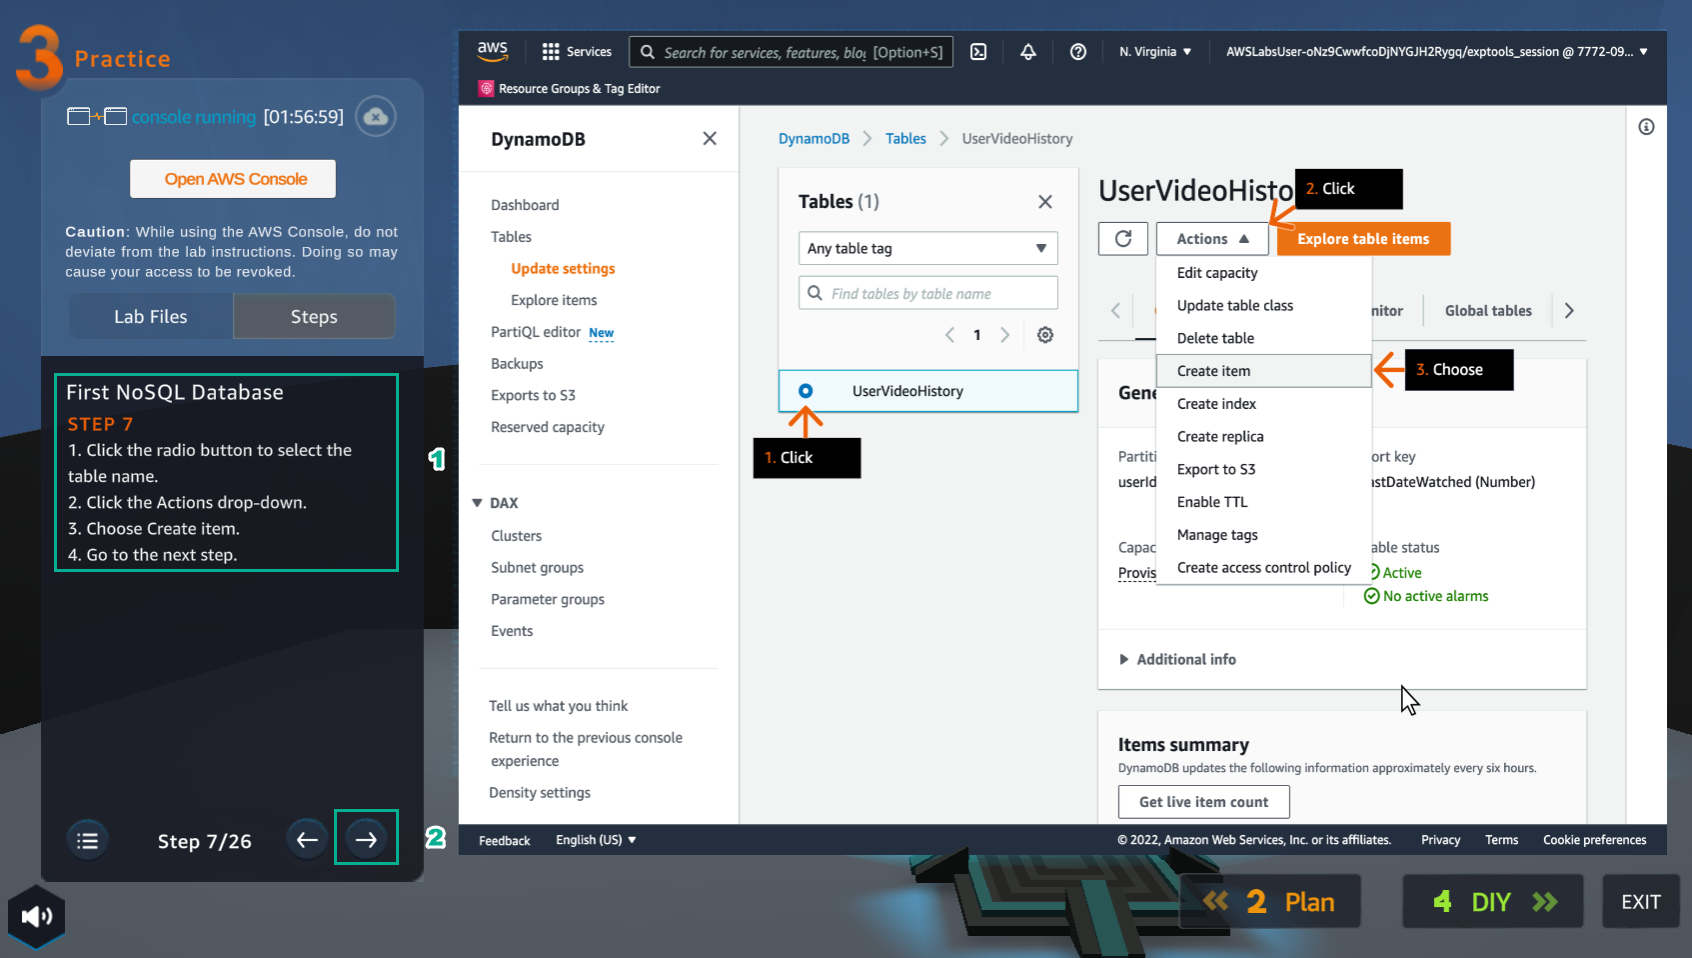 3 Practice
console running [01:56:59]
Open AWS Console
Caution: While using the AWS Console, do not
deviate from the lab instructions. Doing so may
cause your access to be revoked.
Lab Files
Steps
First NoSQL Database
STEP 7
1. Click the radio button to select the
table name.
2. Click the Actions drop-down.
3. Choose Create item.
4. Go to the next step.
1
Step 7/26
2
aws
Services
Search for services, features, blo [Option+S]
N. Virginia
AWSLabsUser-oNz9CwwfcoDjNYGJH2Rygq/exptools_session @ 7772-09...
Resource Groups & Tag Editor
DynamoDB
Dashboard
Tables
Update settings
Explore items
PartiQL editor New
Backups
Exports to S3
Reserved capacity
DAX
Clusters
Subnet groups
Parameter groups
Events
Tell us what you think
Return to the previous console
experience
Density settings
DynamoDB
Tables
UserVideoHistory
Tables (1)
Any table tag
Find tables by table name
1
UserVideoHistory
1. Click
UserVideoHisto
2. Click
Actions
Explore table items
Edit capacity
Update table class
Delete table
Create item
Create index
Create replica
Export to S3
Enable TTL
Manage tags
Create access control policy
3. Choose
nitor
Global tables
Gene
Partiti
userId
ort key
astDateWatched (Number)
Capac
Provis
able status
Active
No active alarms
Additional info
Items summary
DynamoDB updates the following information approximately every six hours.
Get live item count
Feedback
English (US)
© 2022, Amazon Web Services, Inc. or its affiliates.
Privacy
Terms
Cookie preferences
2 Plan
4 DIY
EXIT